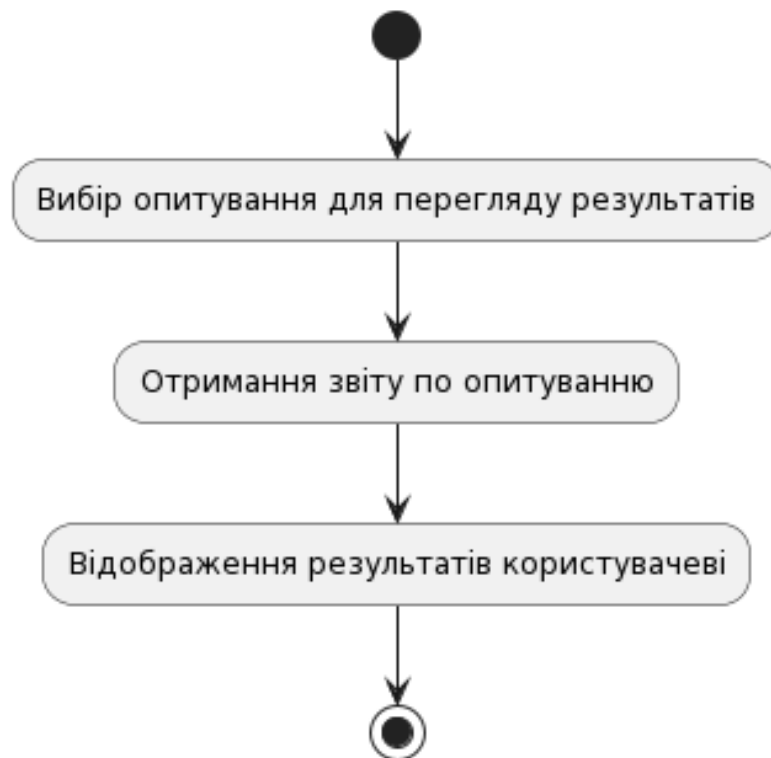 Вибір опитування для перегляду результатів
Отримання звіту по опитуванню
Відображення результатів користувачеві